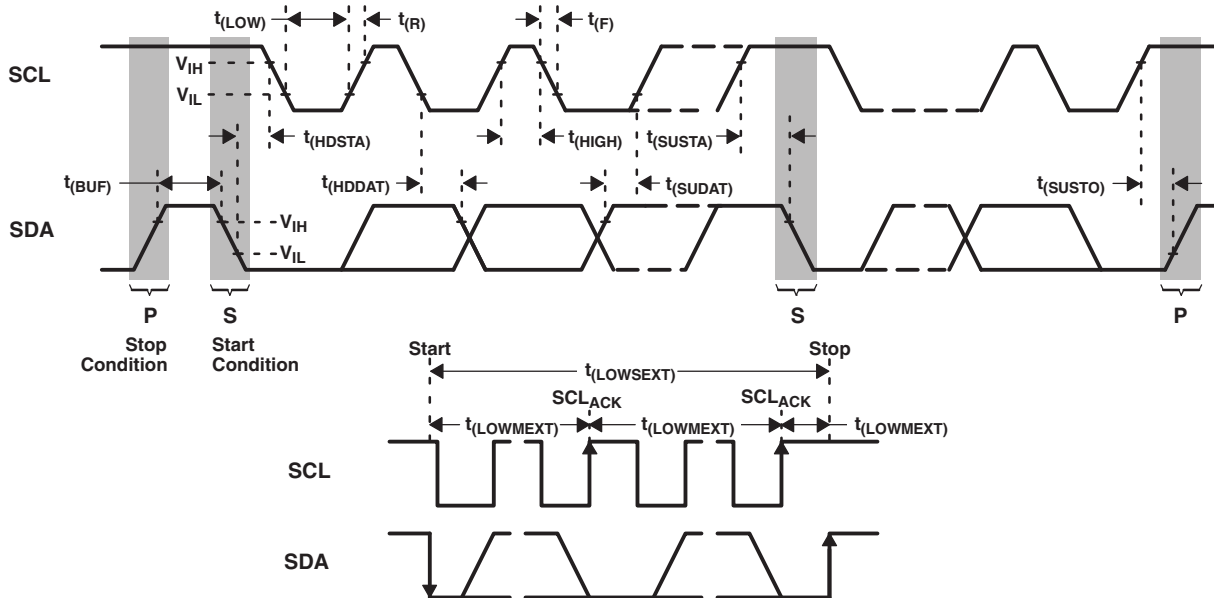 t(LOW) t(R) t(F)
SCL
VIH
VIL
t(HDSTA) t(HIGH) t(SUSTA)
t(BUF) t(HDDAT) t(SUDAT) t(SUSTO)
SDA
VIH
VIL
P S S P
Stop Condition
Start Condition
Start Stop
t(LOWSEXT)
SCLACK SCLACK
t(LOWMEXT) t(LOWMEXT) t(LOWMEXT)
SCL
SDA